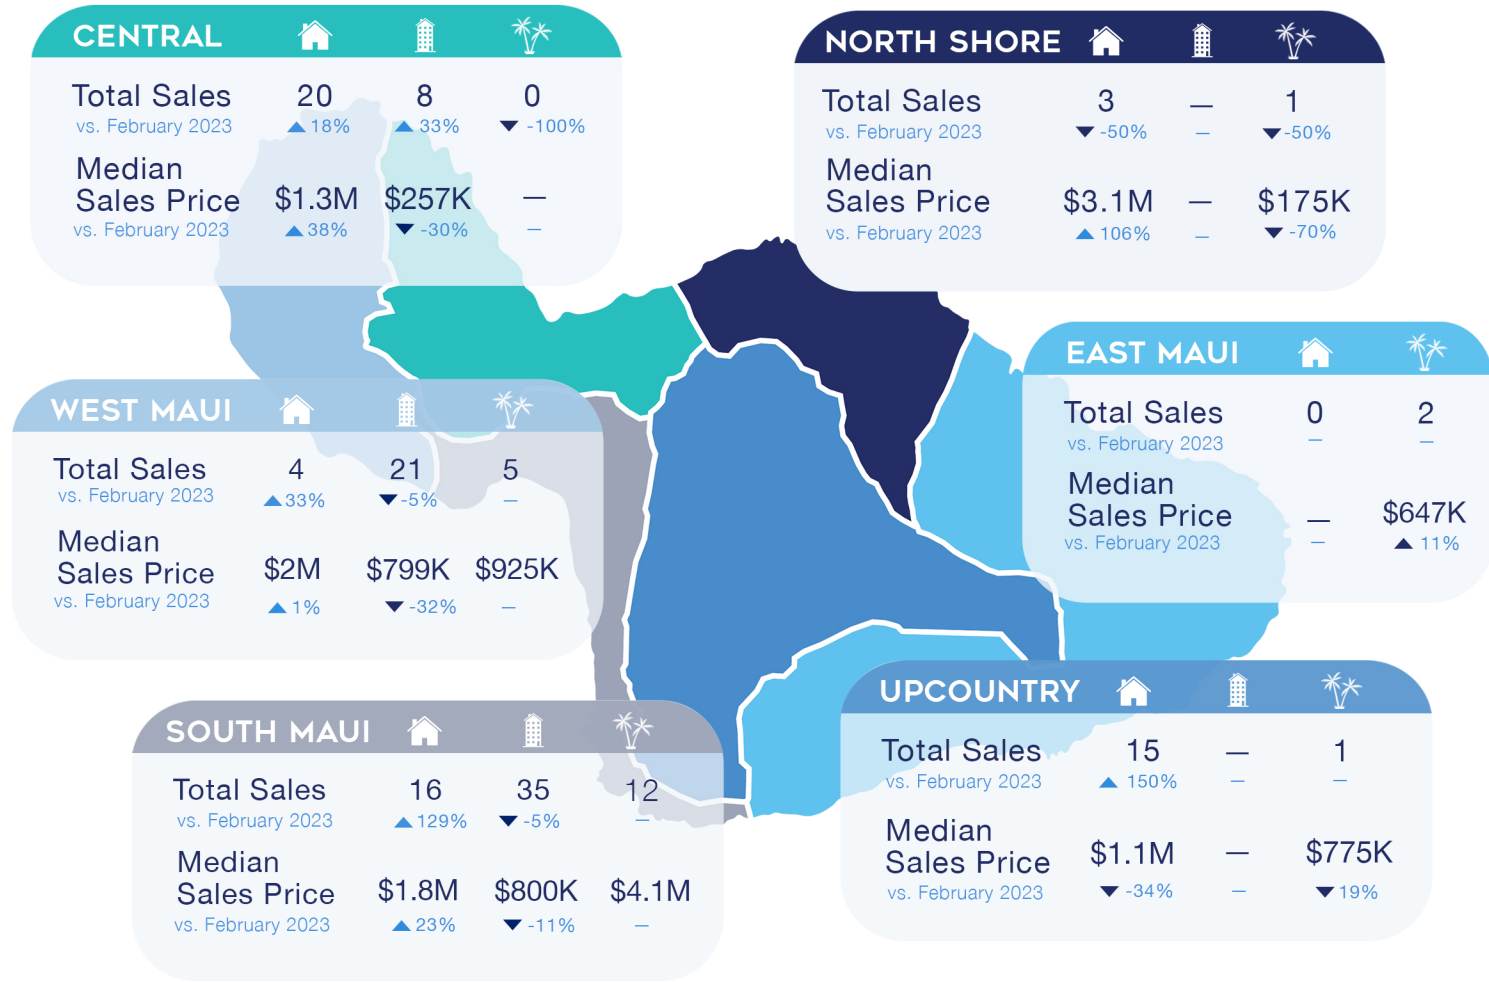 CENTRAL
Total Sales 20 8 0
vs. February 2023 ▲ 18% ▲ 33% ▼ -100%
Median
Sales Price $1.3M $257K —
vs. February 2023 ▲ 38% ▼ -30% —
NORTH SHORE
Total Sales 3 — 1
vs. February 2023 ▼ -50% — ▼ -50%
Median
Sales Price $3.1M — $175K
vs. February 2023 ▲ 106% — ▼ -70%
EAST MAUI
Total Sales 0 2
vs. February 2023 — —
Median
Sales Price — $647K
vs. February 2023 — ▲ 11%
WEST MAUI
Total Sales 4 21 5
vs. February 2023 ▲ 33% ▼ -5% —
Median
Sales Price $2M $799K $925K
vs. February 2023 ▲ 1% ▼ -32% —
UPCOUNTRY
Total Sales 15 — 1
vs. February 2023 ▲ 150% — —
Median
Sales Price $1.1M — $775K
vs. February 2023 ▼ -34% — ▼ 19%
SOUTH MAUI
Total Sales 16 35 12
vs. February 2023 ▲ 129% ▼ -5% —
Median
Sales Price $1.8M $800K $4.1M
vs. February 2023 ▲ 23% ▼ -11% —